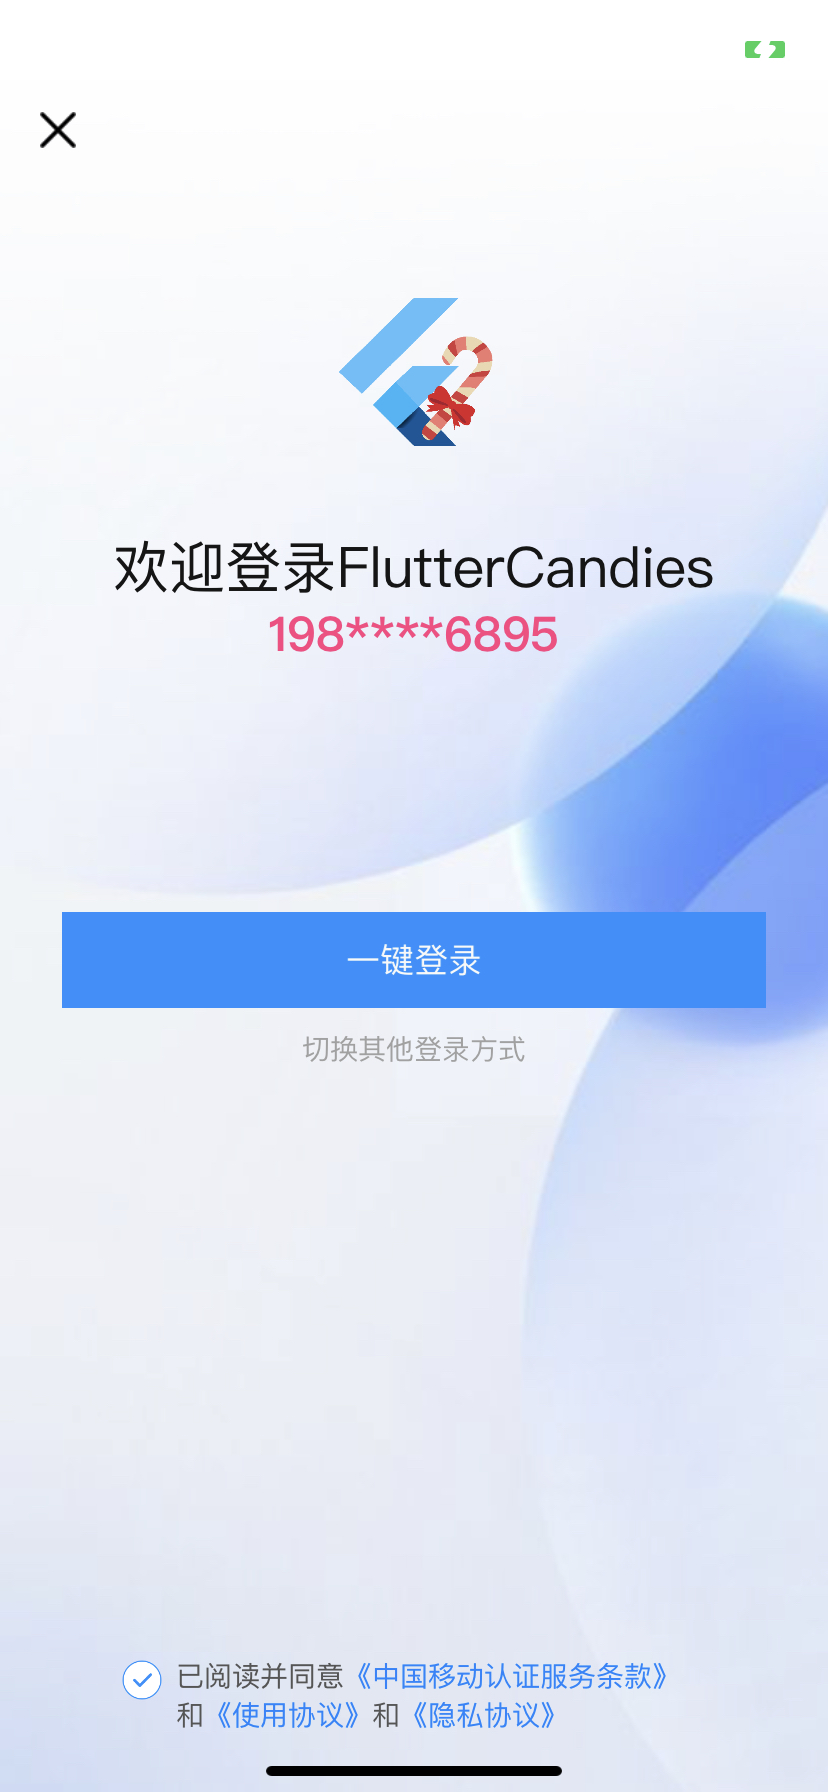 欢迎登录FlutterCandies
198****6895
一键登录
切换其他登录方式
已阅读并同意《中国移动认证服务条款》
和《使用协议》和《隐私协议》